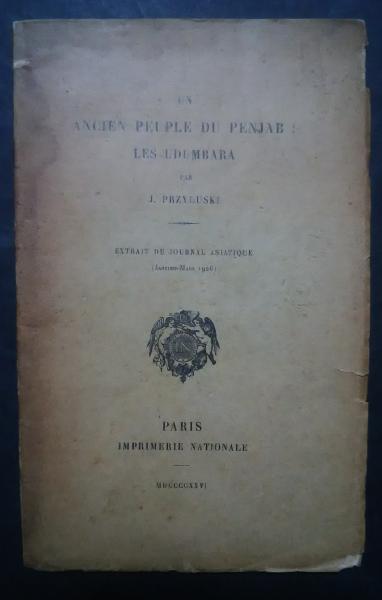 UN
ANCIEN PEUPLE DU PENJAB :
LES UDUMBARA
PAR
J. PRZYLUSKI
EXTRAIT DU JOURNAL ASIATIQUE
(JANVIER-MARS 1926)
IN
PARIS
IMPRIMERIE NATIONALE
MDCCCCXXVI